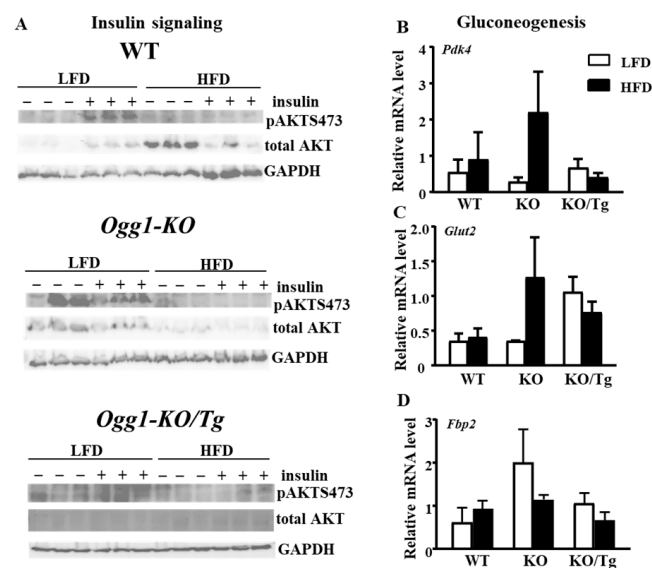 A
Insulin signaling
WT
LFD HFD
– – – + + + – – – + + + insulin
pAKTS473
total AKT
GAPDH
Ogg1-KO
LFD HFD
– – – + + + – – – + + + insulin
pAKTS473
total AKT
GAPDH
Ogg1-KO/Tg
LFD HFD
– – – + + + – – – + + + insulin
pAKTS473
total AKT
GAPDH
B
Gluconeogenesis
Pdk4
LFD
HFD
Relative mRNA level
4
3
2
1
0
WT KO KO/Tg
C
Glut2
Relative mRNA level
2.0
1.5
1.0
0.5
0
WT KO KO/Tg
D
Fbp2
Relative mRNA level
3
2
1
0
WT KO KO/Tg